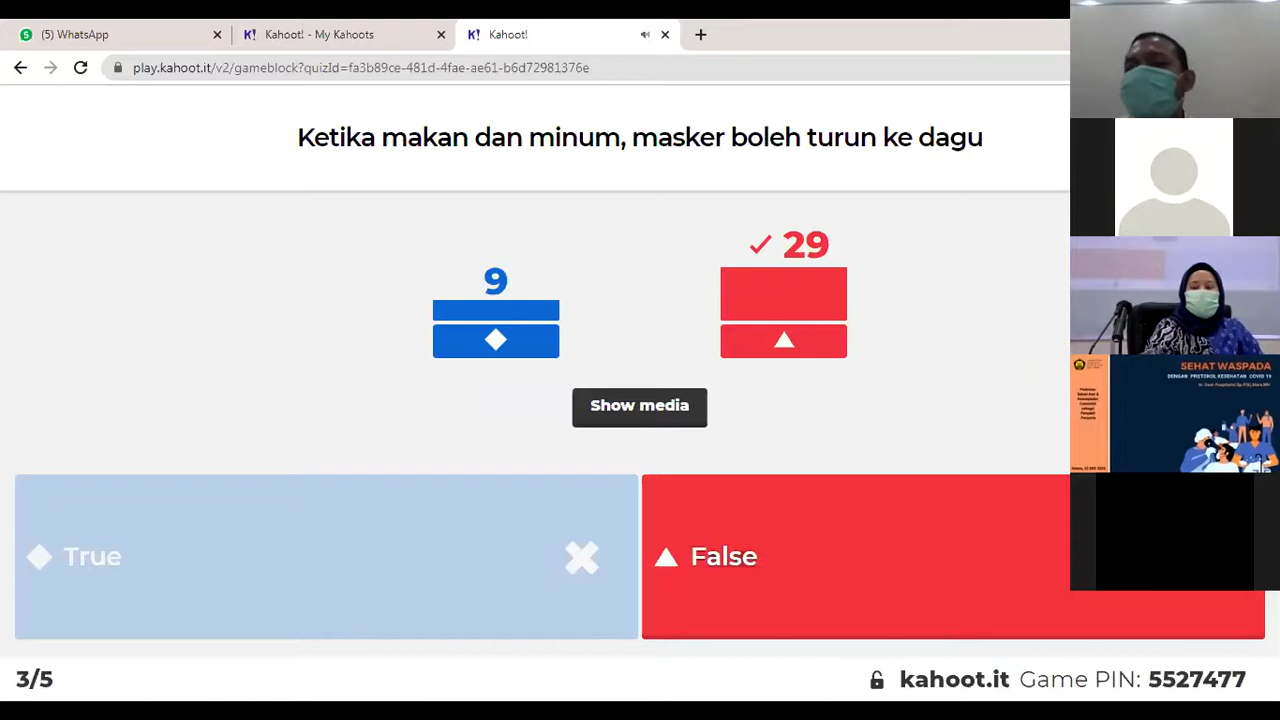 (5) WhatsApp
K! Kahoot! - My Kahoots
K! Kahoot!
play.kahoot.it/v2/gameblock?quizId=fa3b89ce-481d-4fae-ae61-b6d72981376e
Ketika makan dan minum, masker boleh turun ke dagu
9
29
Show media
True
False
3/5
kahoot.it Game PIN: 5527477
SEHAT WASPADA
DENGAN PROTOKOL KESEHATAN COVID 19